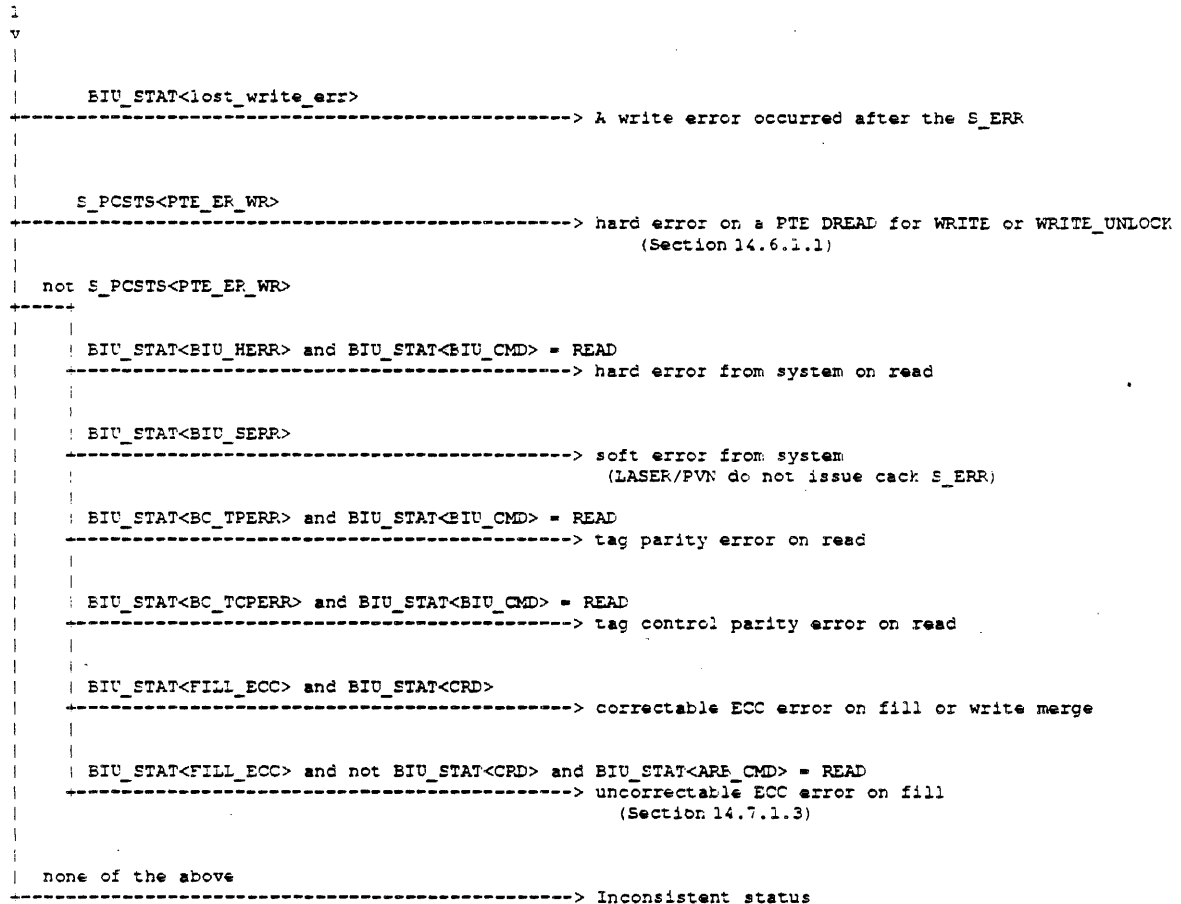 1
v
BIU_STAT<lost_write_err>
+--------------------------------------------------> A write error occurred after the S_ERR
S_PCSTS<PTE_ER_WR>
+--------------------------------------------------> hard error on a PTE DREAD for WRITE or WRITE_UNLOCK
(Section 14.6.1.1)
| not S_PCSTS<PTE_ER_WR>
+-----+
| | BIU_STAT<BIU_HERR> and BIU_STAT<BIU_CMD> = READ
| +---------------------------------------------> hard error from system on read
| | BIU_STAT<BIU_SERR>
| +---------------------------------------------> soft error from system
(LASER/PVN do not issue cack S_ERR)
| | BIU_STAT<BC_TPERR> and BIU_STAT<BIU_CMD> = READ
| +---------------------------------------------> tag parity error on read
| | BIU_STAT<BC_TCPERR> and BIU_STAT<BIU_CMD> = READ
| +---------------------------------------------> tag control parity error on read
| | BIU_STAT<FILL_ECC> and BIU_STAT<CRD>
| +---------------------------------------------> correctable ECC error on fill or write merge
| | BIU_STAT<FILL_ECC> and not BIU_STAT<CRD> and BIU_STAT<ARB_CMD> = READ
| +---------------------------------------------> uncorrectable ECC error on fill
(Section 14.7.1.3)
| none of the above
+--------------------------------------------------> Inconsistent status